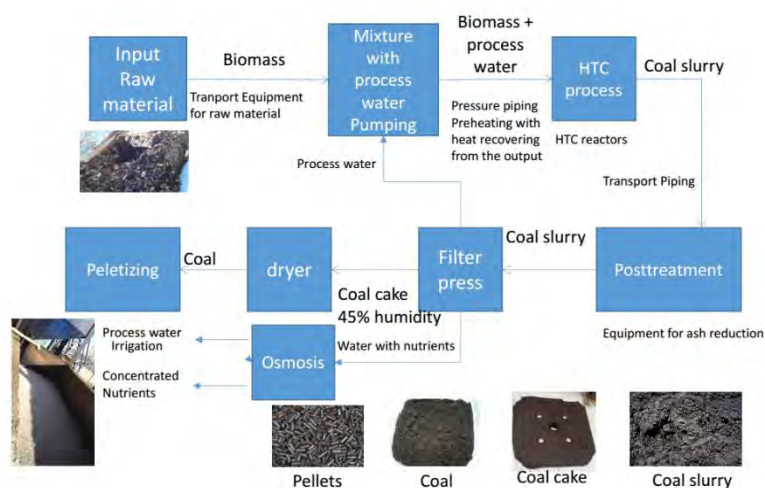 Input
Raw
material
Biomass
Tranport Equipment
for raw material
Mixture
with
process
water
Pumping
Biomass +
process
water
Pressure piping
Preheating with
heat recovering
from the output
HTC
process
HTC reactors
Coal slurry
Process water
Transport Piping
Peletizing
Coal
dryer
Coal cake
45% humidity
Filter
press
Coal slurry
Posttreatment
Equipment for ash reduction
Process water
Irrigation
Concentrated
Nutrients
Osmosis
Water with nutrients
Pellets
Coal
Coal cake
Coal slurry